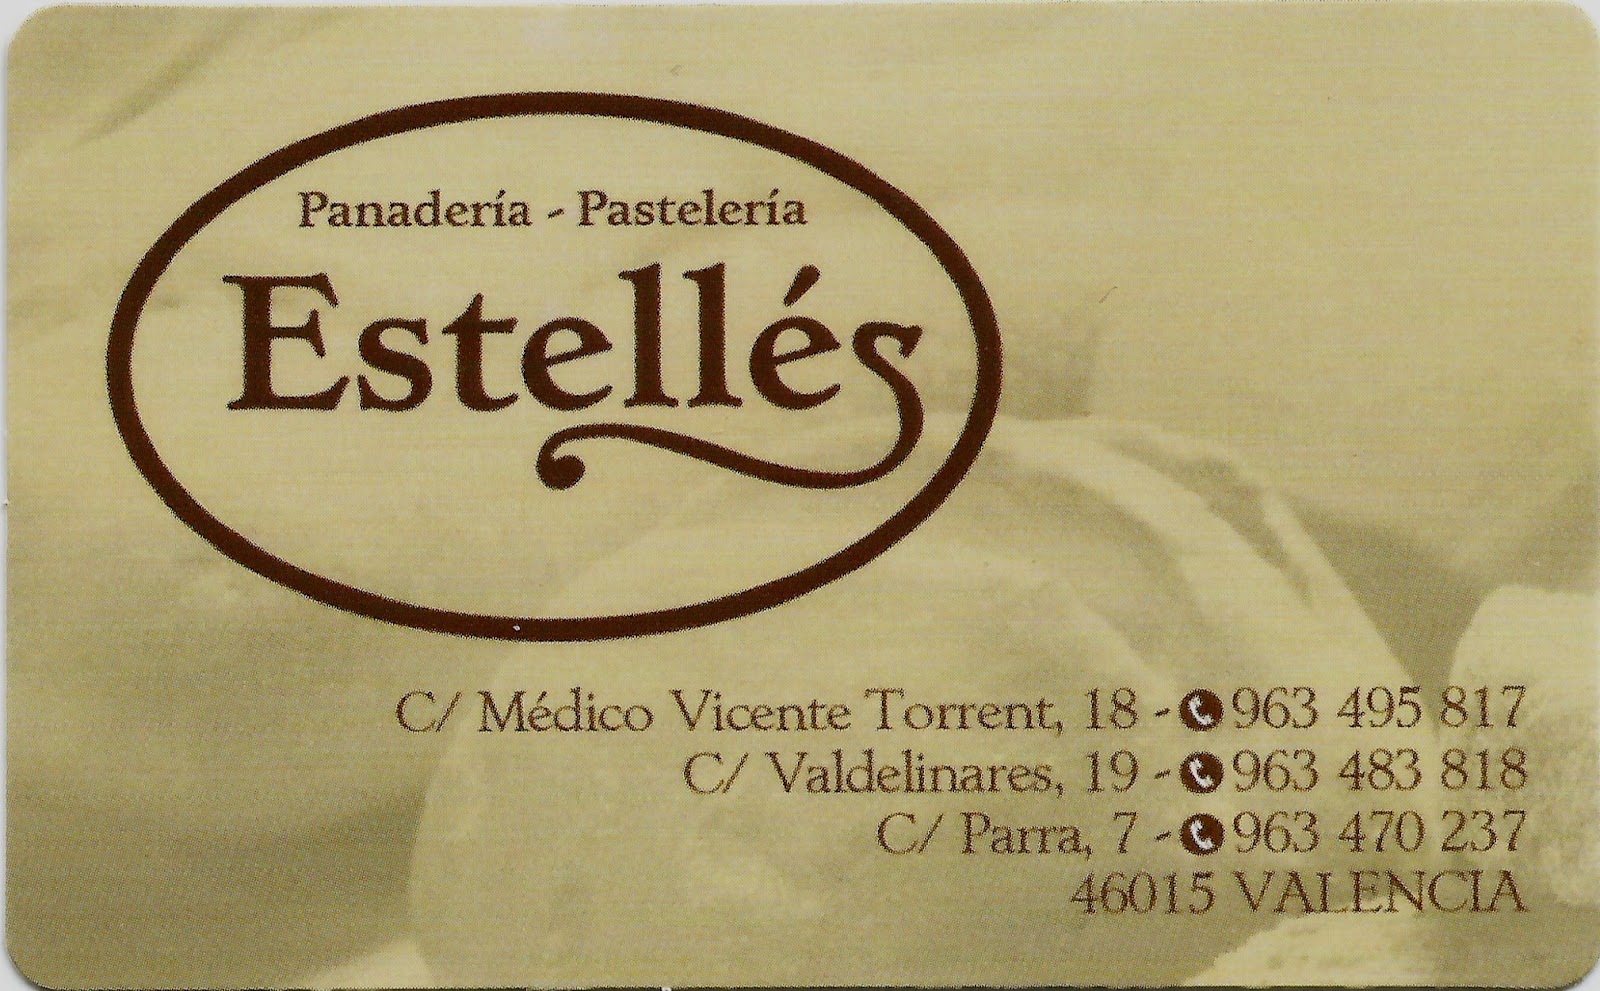 Panadería - Pastelería
Estellés
C/ Médico Vicente Torrent, 18 - 963 495 817
C/ Valdelinares, 19 - 963 483 818
C/ Parra, 7 - 963 470 237
46015 VALENCIA